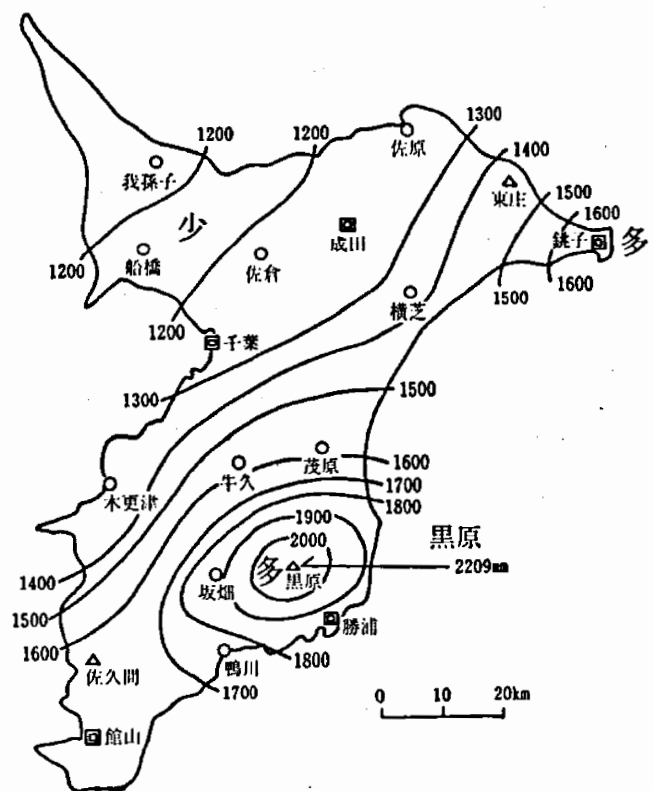 1200
1200
1300
佐原
1400
我孫子
東庄
1500
少
1600
成田
銚子
多
船橋
佐倉
1200
1500
1600
横芝
1200
千葉
1300
1500
茂原
1600
牛久
木更津
1700
1800
1900
黒原
2000
多
黒原
2209mm
坂畑
1400
1500
勝浦
1600
鴨川
1800
佐久間
1700
0 10 20km
館山